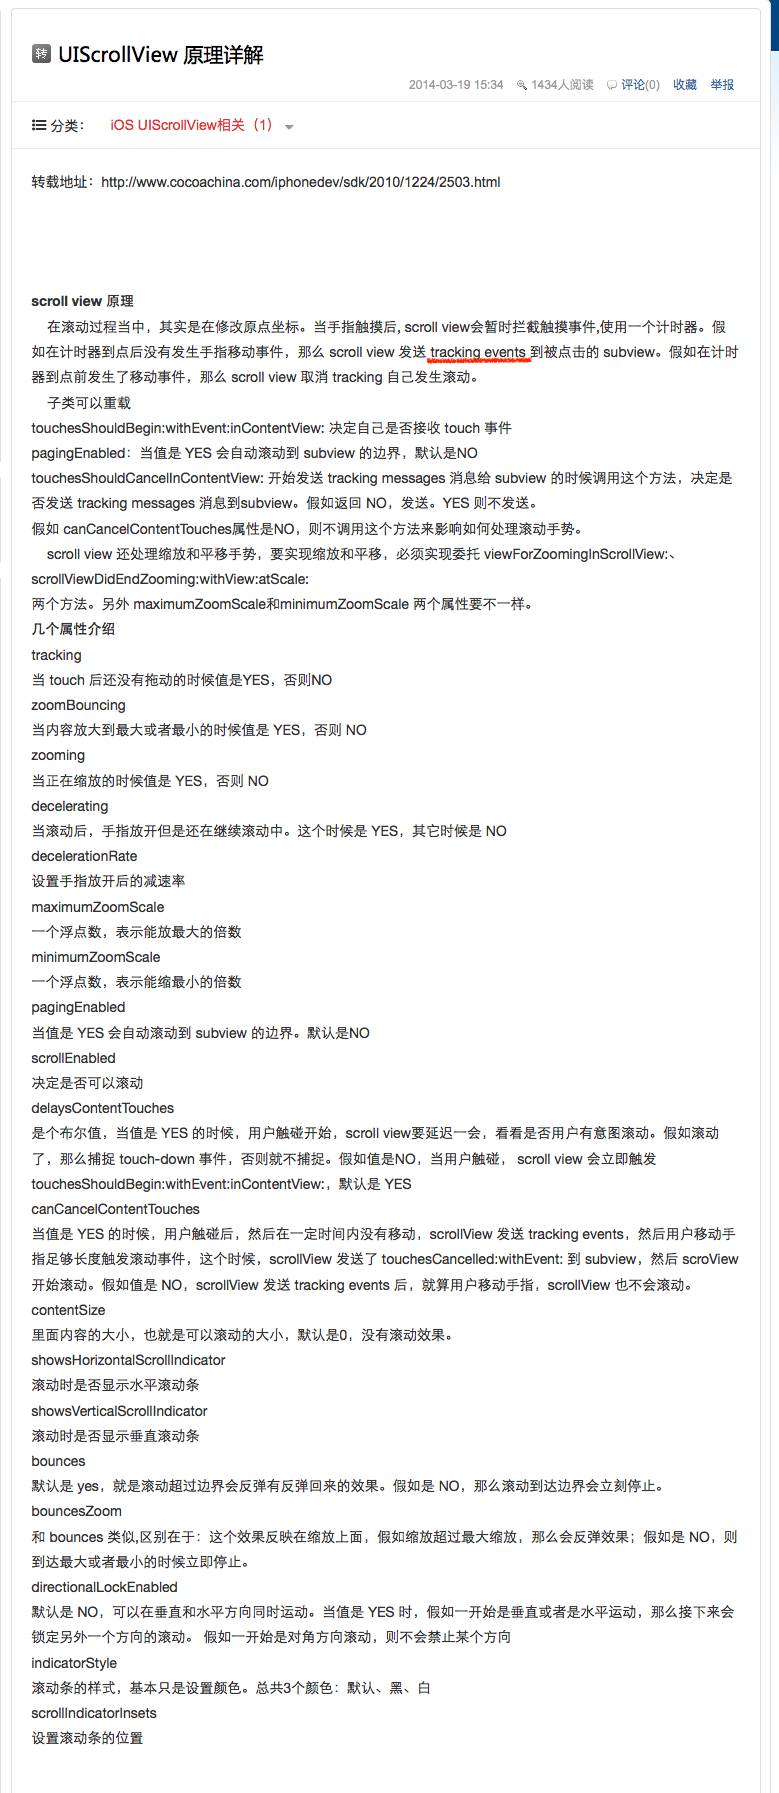 转 UIScrollView 原理详解
2014-03-19 15:34 1434人阅读 评论(0) 收藏 举报
分类： iOS UIScrollView相关（1）
转载地址：http://www.cocoachina.com/iphonedev/sdk/2010/1224/2503.html
scroll view 原理
在滚动过程当中，其实是在修改原点坐标。当手指触摸后, scroll view会暂时拦截触摸事件,使用一个计时器。假
如在计时器到点后没有发生手指移动事件，那么 scroll view 发送 tracking events 到被点击的 subview。假如在计时
器到点前发生了移动事件，那么 scroll view 取消 tracking 自己发生滚动。
子类可以重载
touchesShouldBegin:withEvent:inContentView: 决定自己是否接收 touch 事件
pagingEnabled：当值是 YES 会自动滚动到 subview 的边界，默认是NO
touchesShouldCancelInContentView: 开始发送 tracking messages 消息给 subview 的时候调用这个方法，决定是
否发送 tracking messages 消息到subview。假如返回 NO，发送。YES 则不发送。
假如 canCancelContentTouches属性是NO，则不调用这个方法来影响如何处理滚动手势。
scroll view 还处理缩放和平移手势，要实现缩放和平移，必须实现委托 viewForZoomingInScrollView:、
scrollViewDidEndZooming:withView:atScale:
两个方法。另外 maximumZoomScale和minimumZoomScale 两个属性要不一样。
几个属性介绍
tracking
当 touch 后还没有拖动的时候值是YES，否则NO
zoomBouncing
当内容放大到最大或者最小的时候值是 YES，否则 NO
zooming
当正在缩放的时候值是 YES，否则 NO
decelerating
当滚动后，手指放开但是还在继续滚动中。这个时候是 YES，其它时候是 NO
decelerationRate
设置手指放开后的减速率
maximumZoomScale
一个浮点数，表示能放最大的倍数
minimumZoomScale
一个浮点数，表示能缩最小的倍数
pagingEnabled
当值是 YES 会自动滚动到 subview 的边界。默认是NO
scrollEnabled
决定是否可以滚动
delaysContentTouches
是个布尔值，当值是 YES 的时候，用户触碰开始，scroll view要延迟一会，看看是否用户有意图滚动。假如滚动
了，那么捕捉 touch-down 事件，否则就不捕捉。假如值是NO，当用户触碰， scroll view 会立即触发
touchesShouldBegin:withEvent:inContentView:，默认是 YES
canCancelContentTouches
当值是 YES 的时候，用户触碰后，然后在一定时间内没有移动，scrollView 发送 tracking events，然后用户移动手
指足够长度触发滚动事件，这个时候，scrollView 发送了 touchesCancelled:withEvent: 到 subview，然后 scroView
开始滚动。假如值是 NO，scrollView 发送 tracking events 后，就算用户移动手指，scrollView 也不会滚动。
contentSize
里面内容的大小，也就是可以滚动的大小，默认是0，没有滚动效果。
showsHorizontalScrollIndicator
滚动时是否显示水平滚动条
showsVerticalScrollIndicator
滚动时是否显示垂直滚动条
bounces
默认是 yes，就是滚动超过边界会反弹有反弹回来的效果。假如是 NO，那么滚动到达边界会立刻停止。
bouncesZoom
和 bounces 类似,区别在于：这个效果反映在缩放上面，假如缩放超过最大缩放，那么会反弹效果；假如是 NO，则
到达最大或者最小的时候立即停止。
directionalLockEnabled
默认是 NO，可以在垂直和水平方向同时运动。当值是 YES 时，假如一开始是垂直或者是水平运动，那么接下来会
锁定另外一个方向的滚动。 假如一开始是对角方向滚动，则不会禁止某个方向
indicatorStyle
滚动条的样式，基本只是设置颜色。总共3个颜色：默认、黑、白
scrollIndicatorInsets
设置滚动条的位置